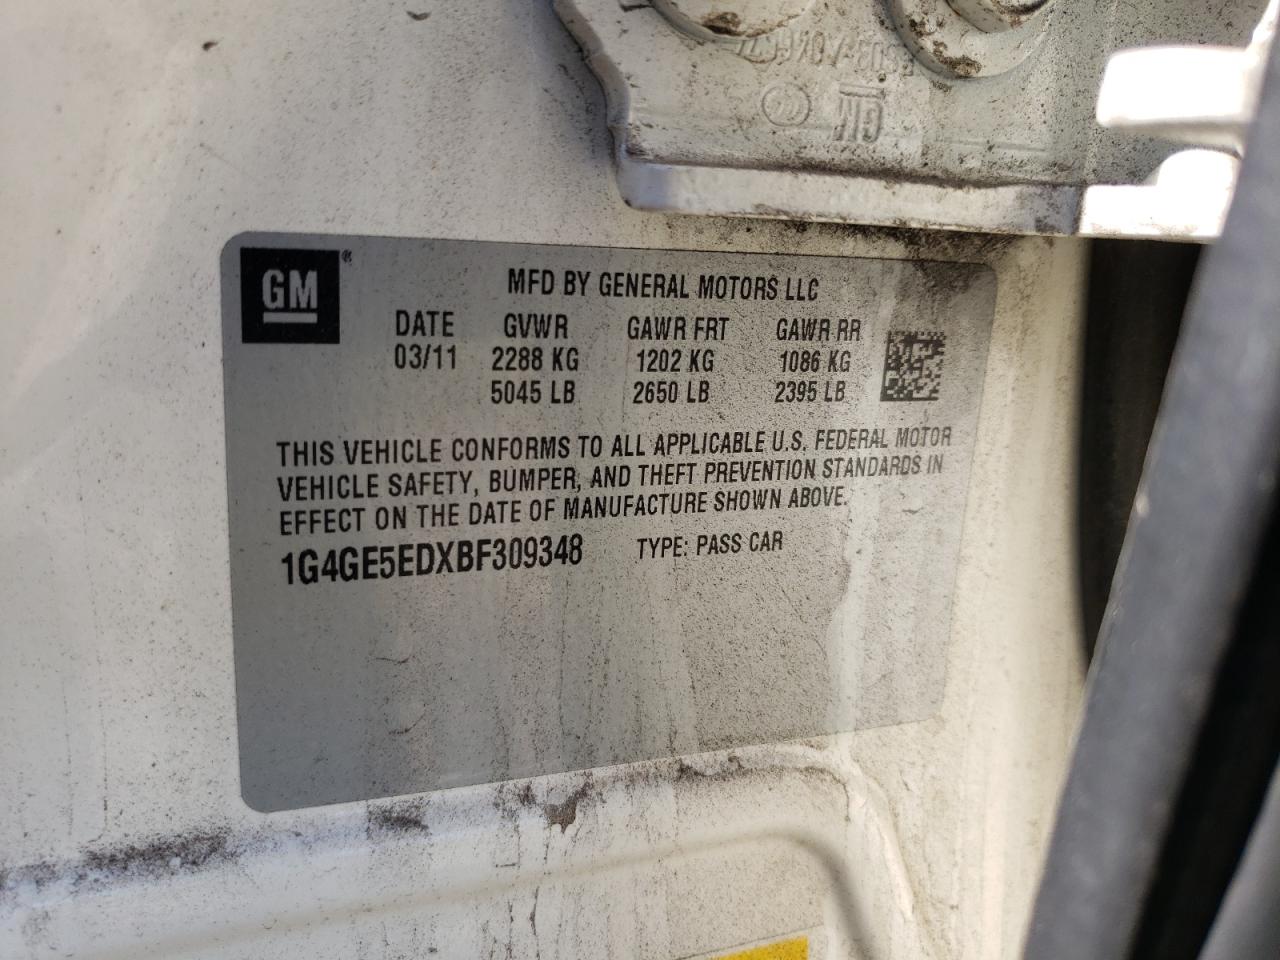 GM
GM ®
MFD BY GENERAL MOTORS LLC
DATE GVWR GAWR FRT GAWR RR
03/11 2288 KG 1202 KG 1086 KG
5045 LB 2650 LB 2395 LB
THIS VEHICLE CONFORMS TO ALL APPLICABLE U.S. FEDERAL MOTOR
VEHICLE SAFETY, BUMPER, AND THEFT PREVENTION STANDARDS IN
EFFECT ON THE DATE OF MANUFACTURE SHOWN ABOVE.
1G4GE5EDXBF309348 TYPE: PASS CAR